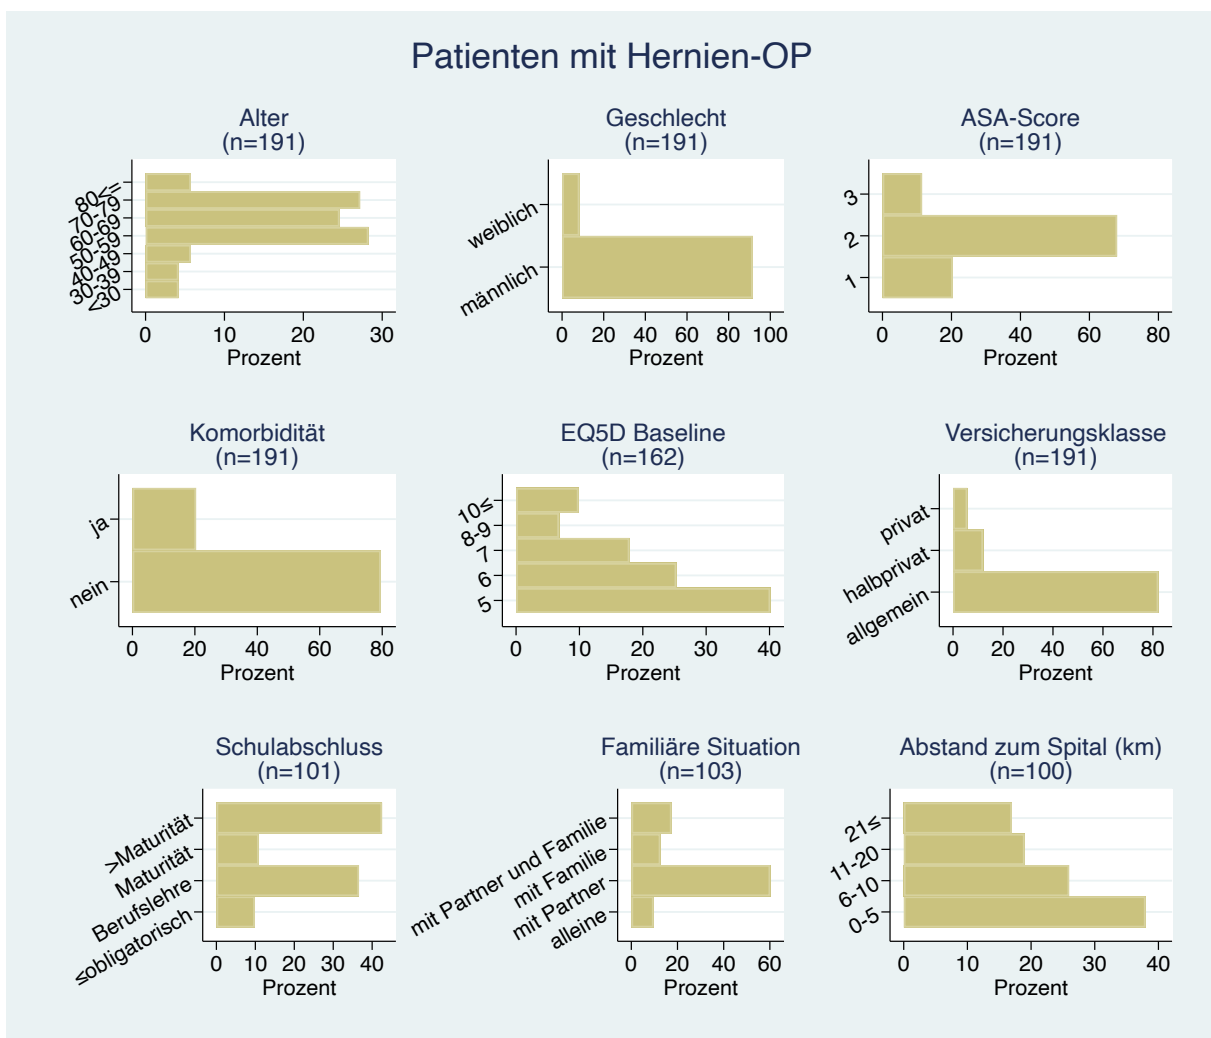 Patienten mit Hernien-OP
Alter
(n=191)
80<=
70-79
60-69
50-59
40-49
30-39
<30
0 10 20 30
Prozent
Geschlecht
(n=191)
weiblich
männlich
0 20 40 60 80 100
Prozent
ASA-Score
(n=191)
3
2
1
0 20 40 60 80
Prozent
Komorbidität
(n=191)
ja
nein
0 20 40 60 80
Prozent
EQ5D Baseline
(n=162)
10≤
8-9
7
6
5
0 10 20 30 40
Prozent
Versicherungsklasse
(n=191)
privat
halbprivat
allgemein
0 20 40 60 80
Prozent
Schulabschluss
(n=101)
>Maturität
Maturität
Berufslehre
≤obligatorisch
0 10 20 30 40
Prozent
Familiäre Situation
(n=103)
mit Partner und Familie
mit Familie
mit Partner
alleine
0 20 40 60
Prozent
Abstand zum Spital (km)
(n=100)
21≤
11-20
6-10
0-5
0 10 20 30 40
Prozent